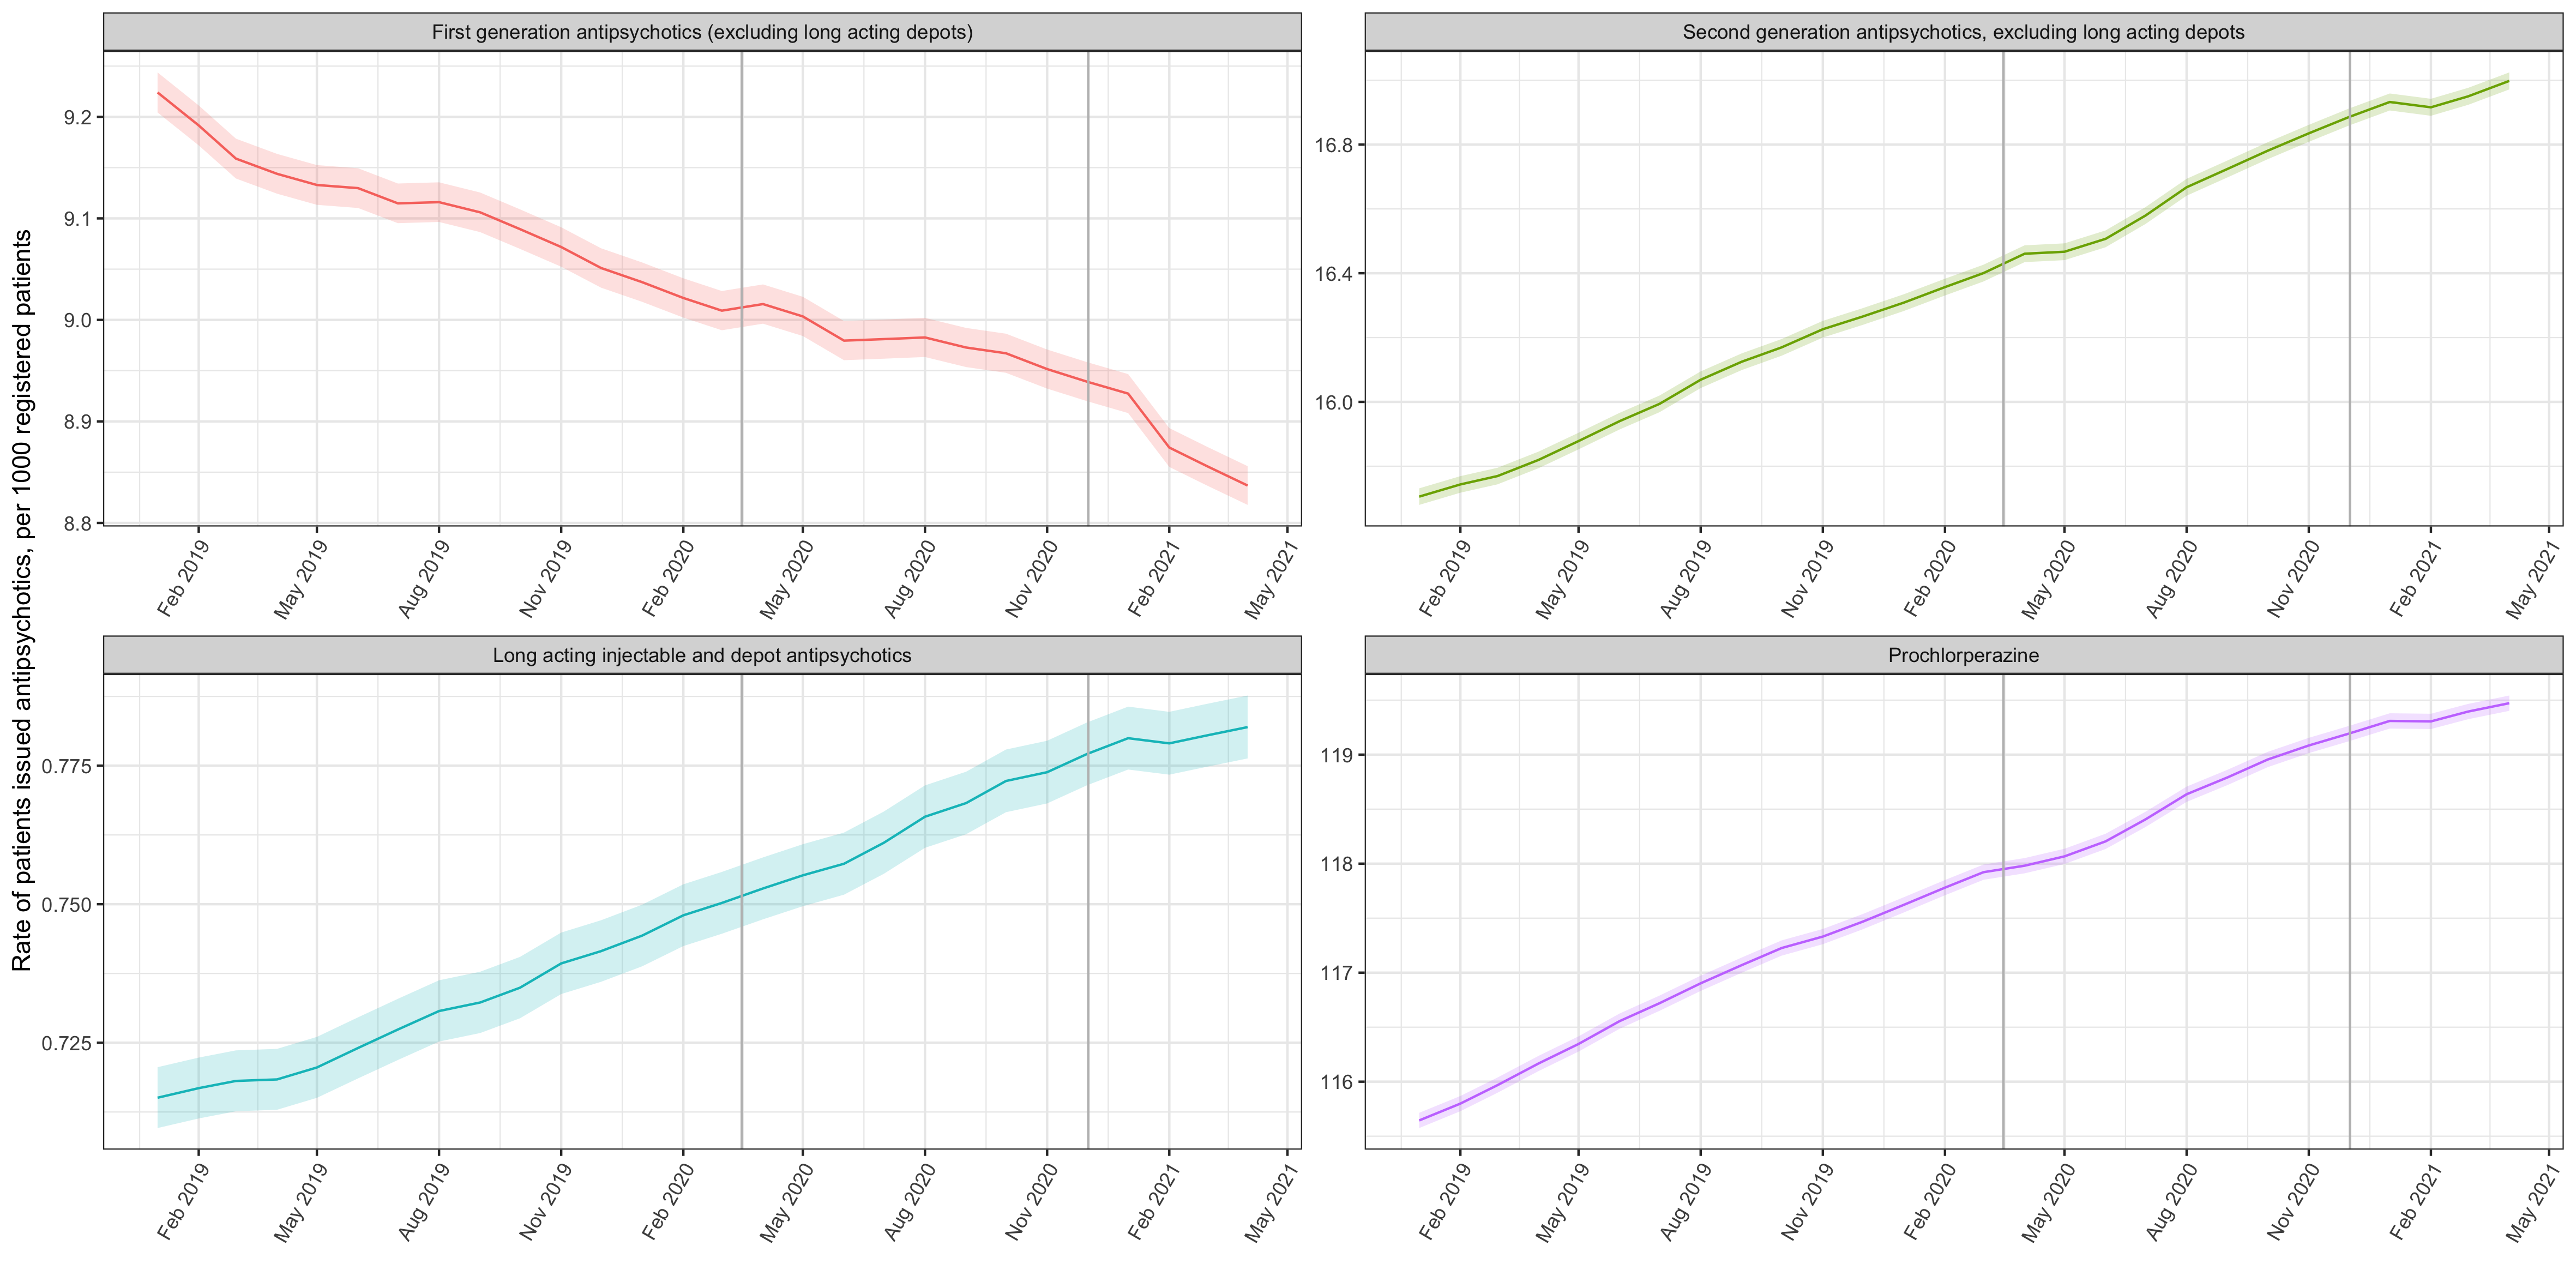 Rate of patients issued antipsychotics, per 1000 registered patients
First generation antipsychotics (excluding long acting depots)
9.2
9.1
9.0
8.9
8.8
Feb 2019
May 2019
Aug 2019
Nov 2019
Feb 2020
May 2020
Aug 2020
Nov 2020
Feb 2021
May 2021
Second generation antipsychotics, excluding long acting depots
16.8
16.4
16.0
Feb 2019
May 2019
Aug 2019
Nov 2019
Feb 2020
May 2020
Aug 2020
Nov 2020
Feb 2021
May 2021
Long acting injectable and depot antipsychotics
0.775
0.750
0.725
Feb 2019
May 2019
Aug 2019
Nov 2019
Feb 2020
May 2020
Aug 2020
Nov 2020
Feb 2021
May 2021
Prochlorperazine
119
118
117
116
Feb 2019
May 2019
Aug 2019
Nov 2019
Feb 2020
May 2020
Aug 2020
Nov 2020
Feb 2021
May 2021